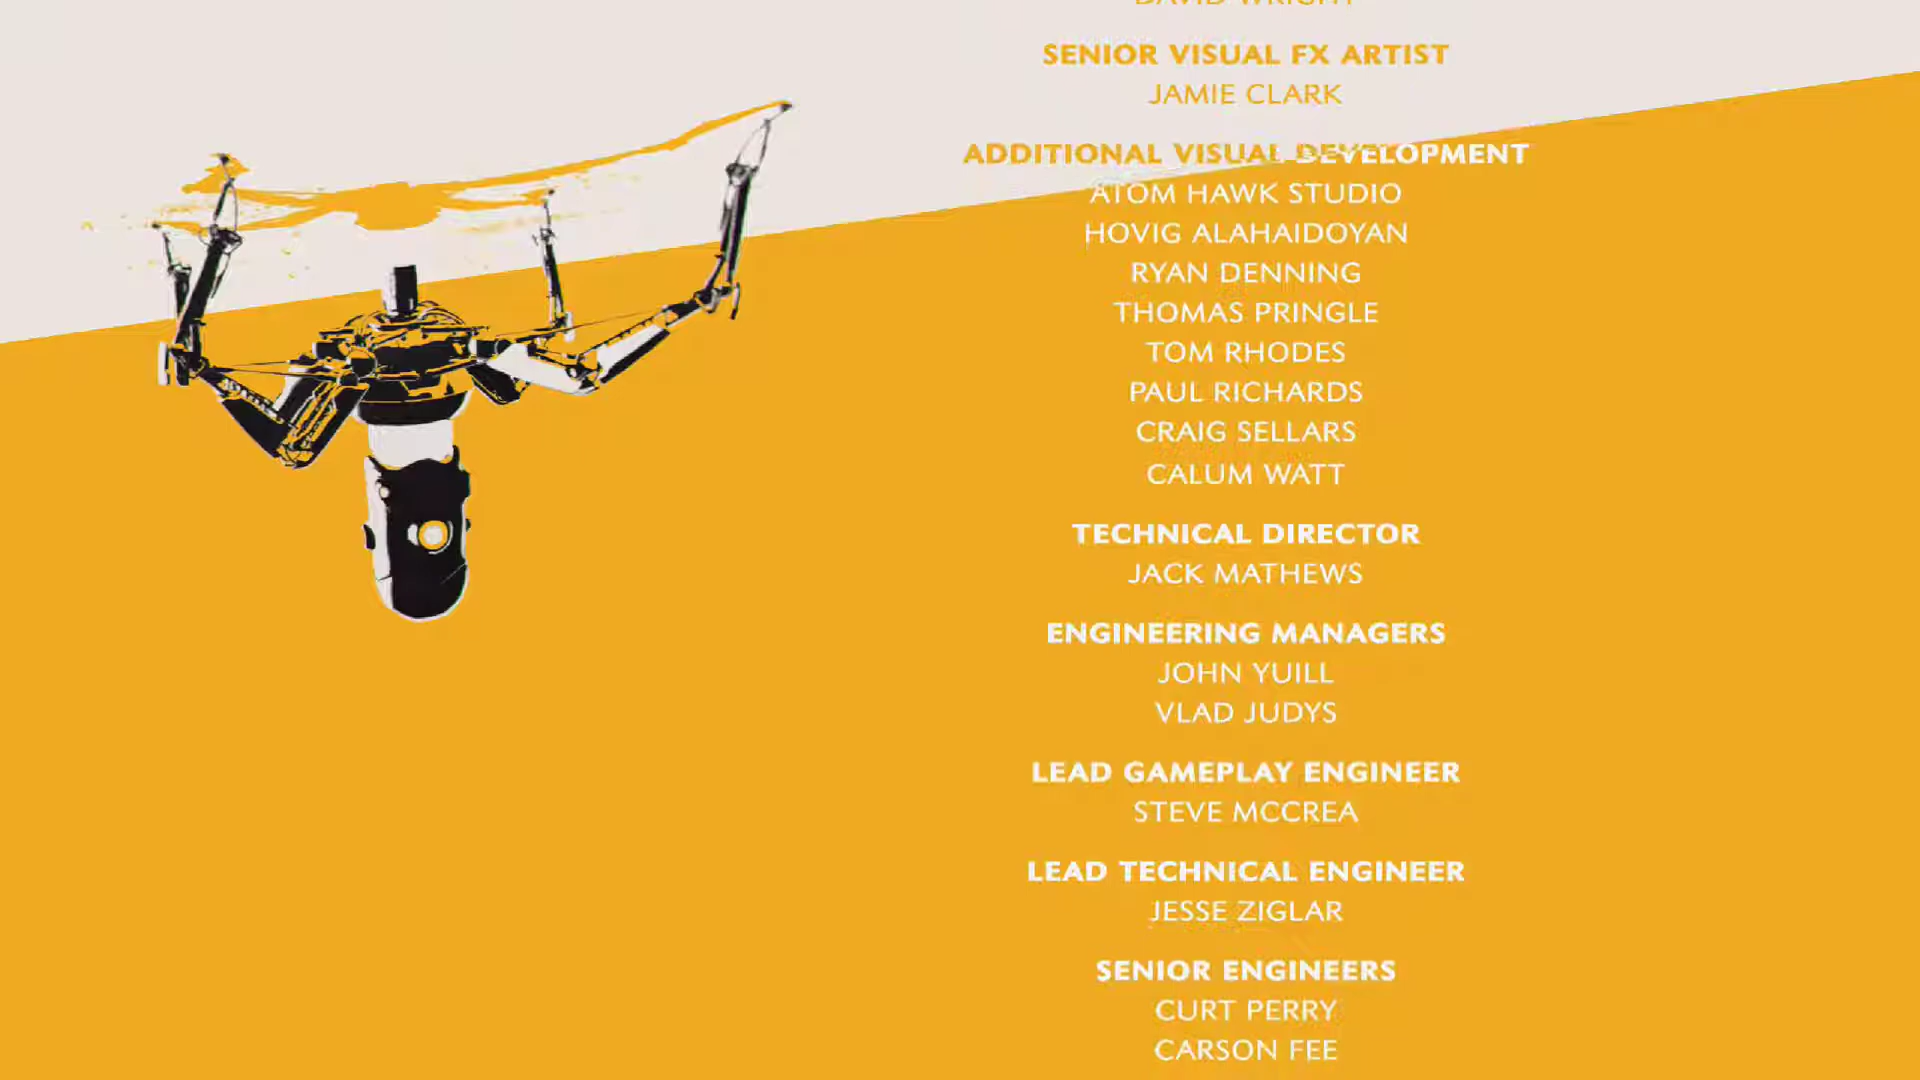 DAVID WRIGHT
SENIOR VISUAL FX ARTIST
JAMIE CLARK
ADDITIONAL VISUAL DEVELOPMENT
ATOM HAWK STUDIO
HOVIG ALAHAIDOYAN
RYAN DENNING
THOMAS PRINGLE
TOM RHODES
PAUL RICHARDS
CRAIG SELLARS
CALUM WATT
TECHNICAL DIRECTOR
JACK MATHEWS
ENGINEERING MANAGERS
JOHN YUILL
VLAD JUDYS
LEAD GAMEPLAY ENGINEER
STEVE MCCREA
LEAD TECHNICAL ENGINEER
JESSE ZIGLAR
SENIOR ENGINEERS
CURT PERRY
CARSON FEE